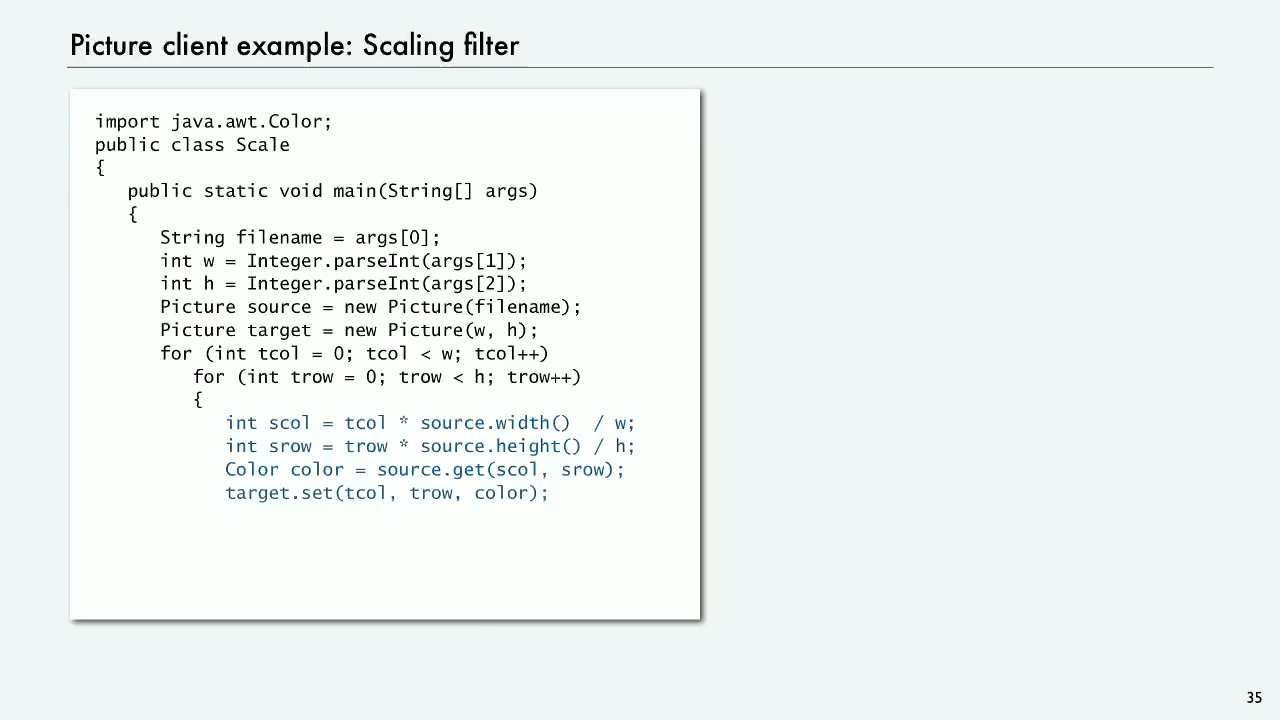 Picture client example: Scaling filter
import java.awt.Color;
public class Scale
{
   public static void main(String[] args)
   {
      String filename = args[0];
      int w = Integer.parseInt(args[1]);
      int h = Integer.parseInt(args[2]);
      Picture source = new Picture(filename);
      Picture target = new Picture(w, h);
      for (int tcol = 0; tcol < w; tcol++)
         for (int trow = 0; trow < h; trow++)
         {
            int scol = tcol * source.width()  / w;
            int srow = trow * source.height() / h;
            Color color = source.get(scol, srow);
            target.set(tcol, trow, color);
35